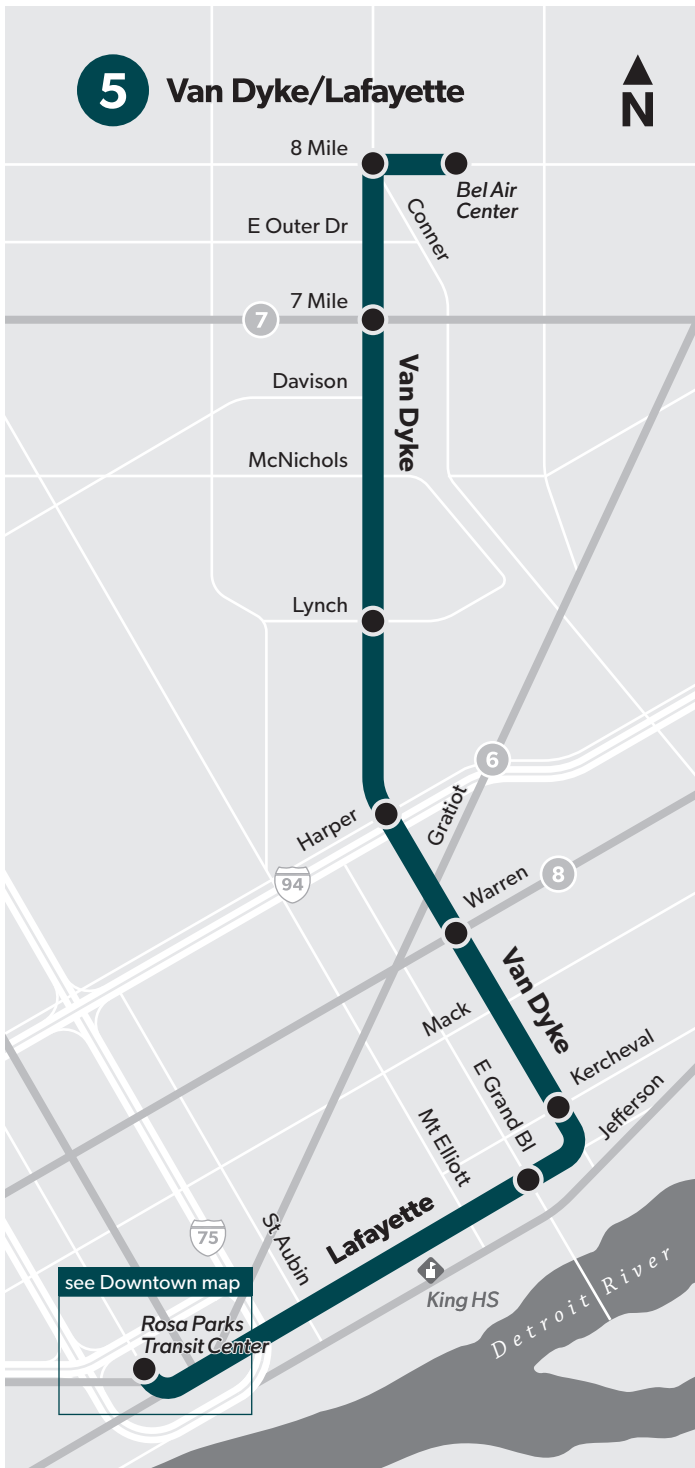 5 Van Dyke/Lafayette
N
8 Mile
Bel Air
Center
Conner
E Outer Dr
7 Mile
7
Van Dyke
Davison
McNichols
Lynch
6
Gratiot
Harper
94
Warren
8
Van Dyke
Mack
Kercheval
E Grand Bl
Jefferson
Mt Elliott
St Aubin
Lafayette
75
King HS
Detroit River
see Downtown map
Rosa Parks
Transit Center